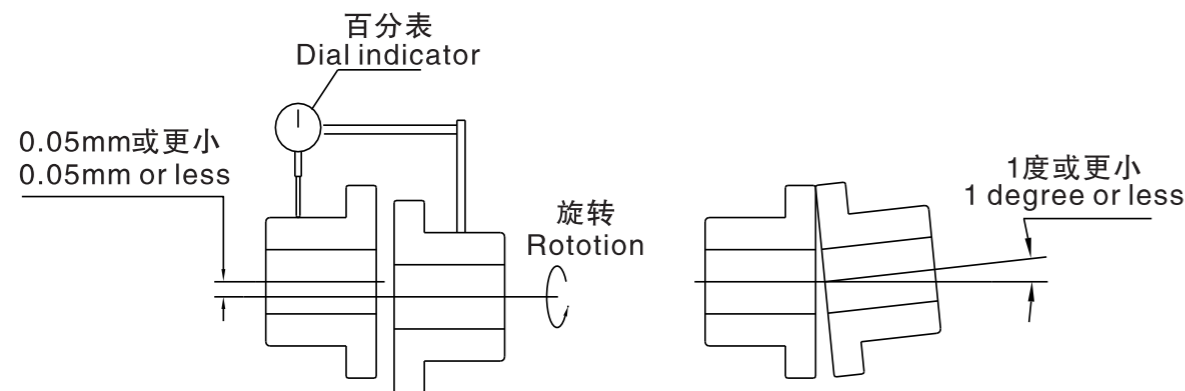 百分表
Dial indicator
0.05mm或更小
0.05mm or less
旋转
Rototion
1度或更小
1 degree or less